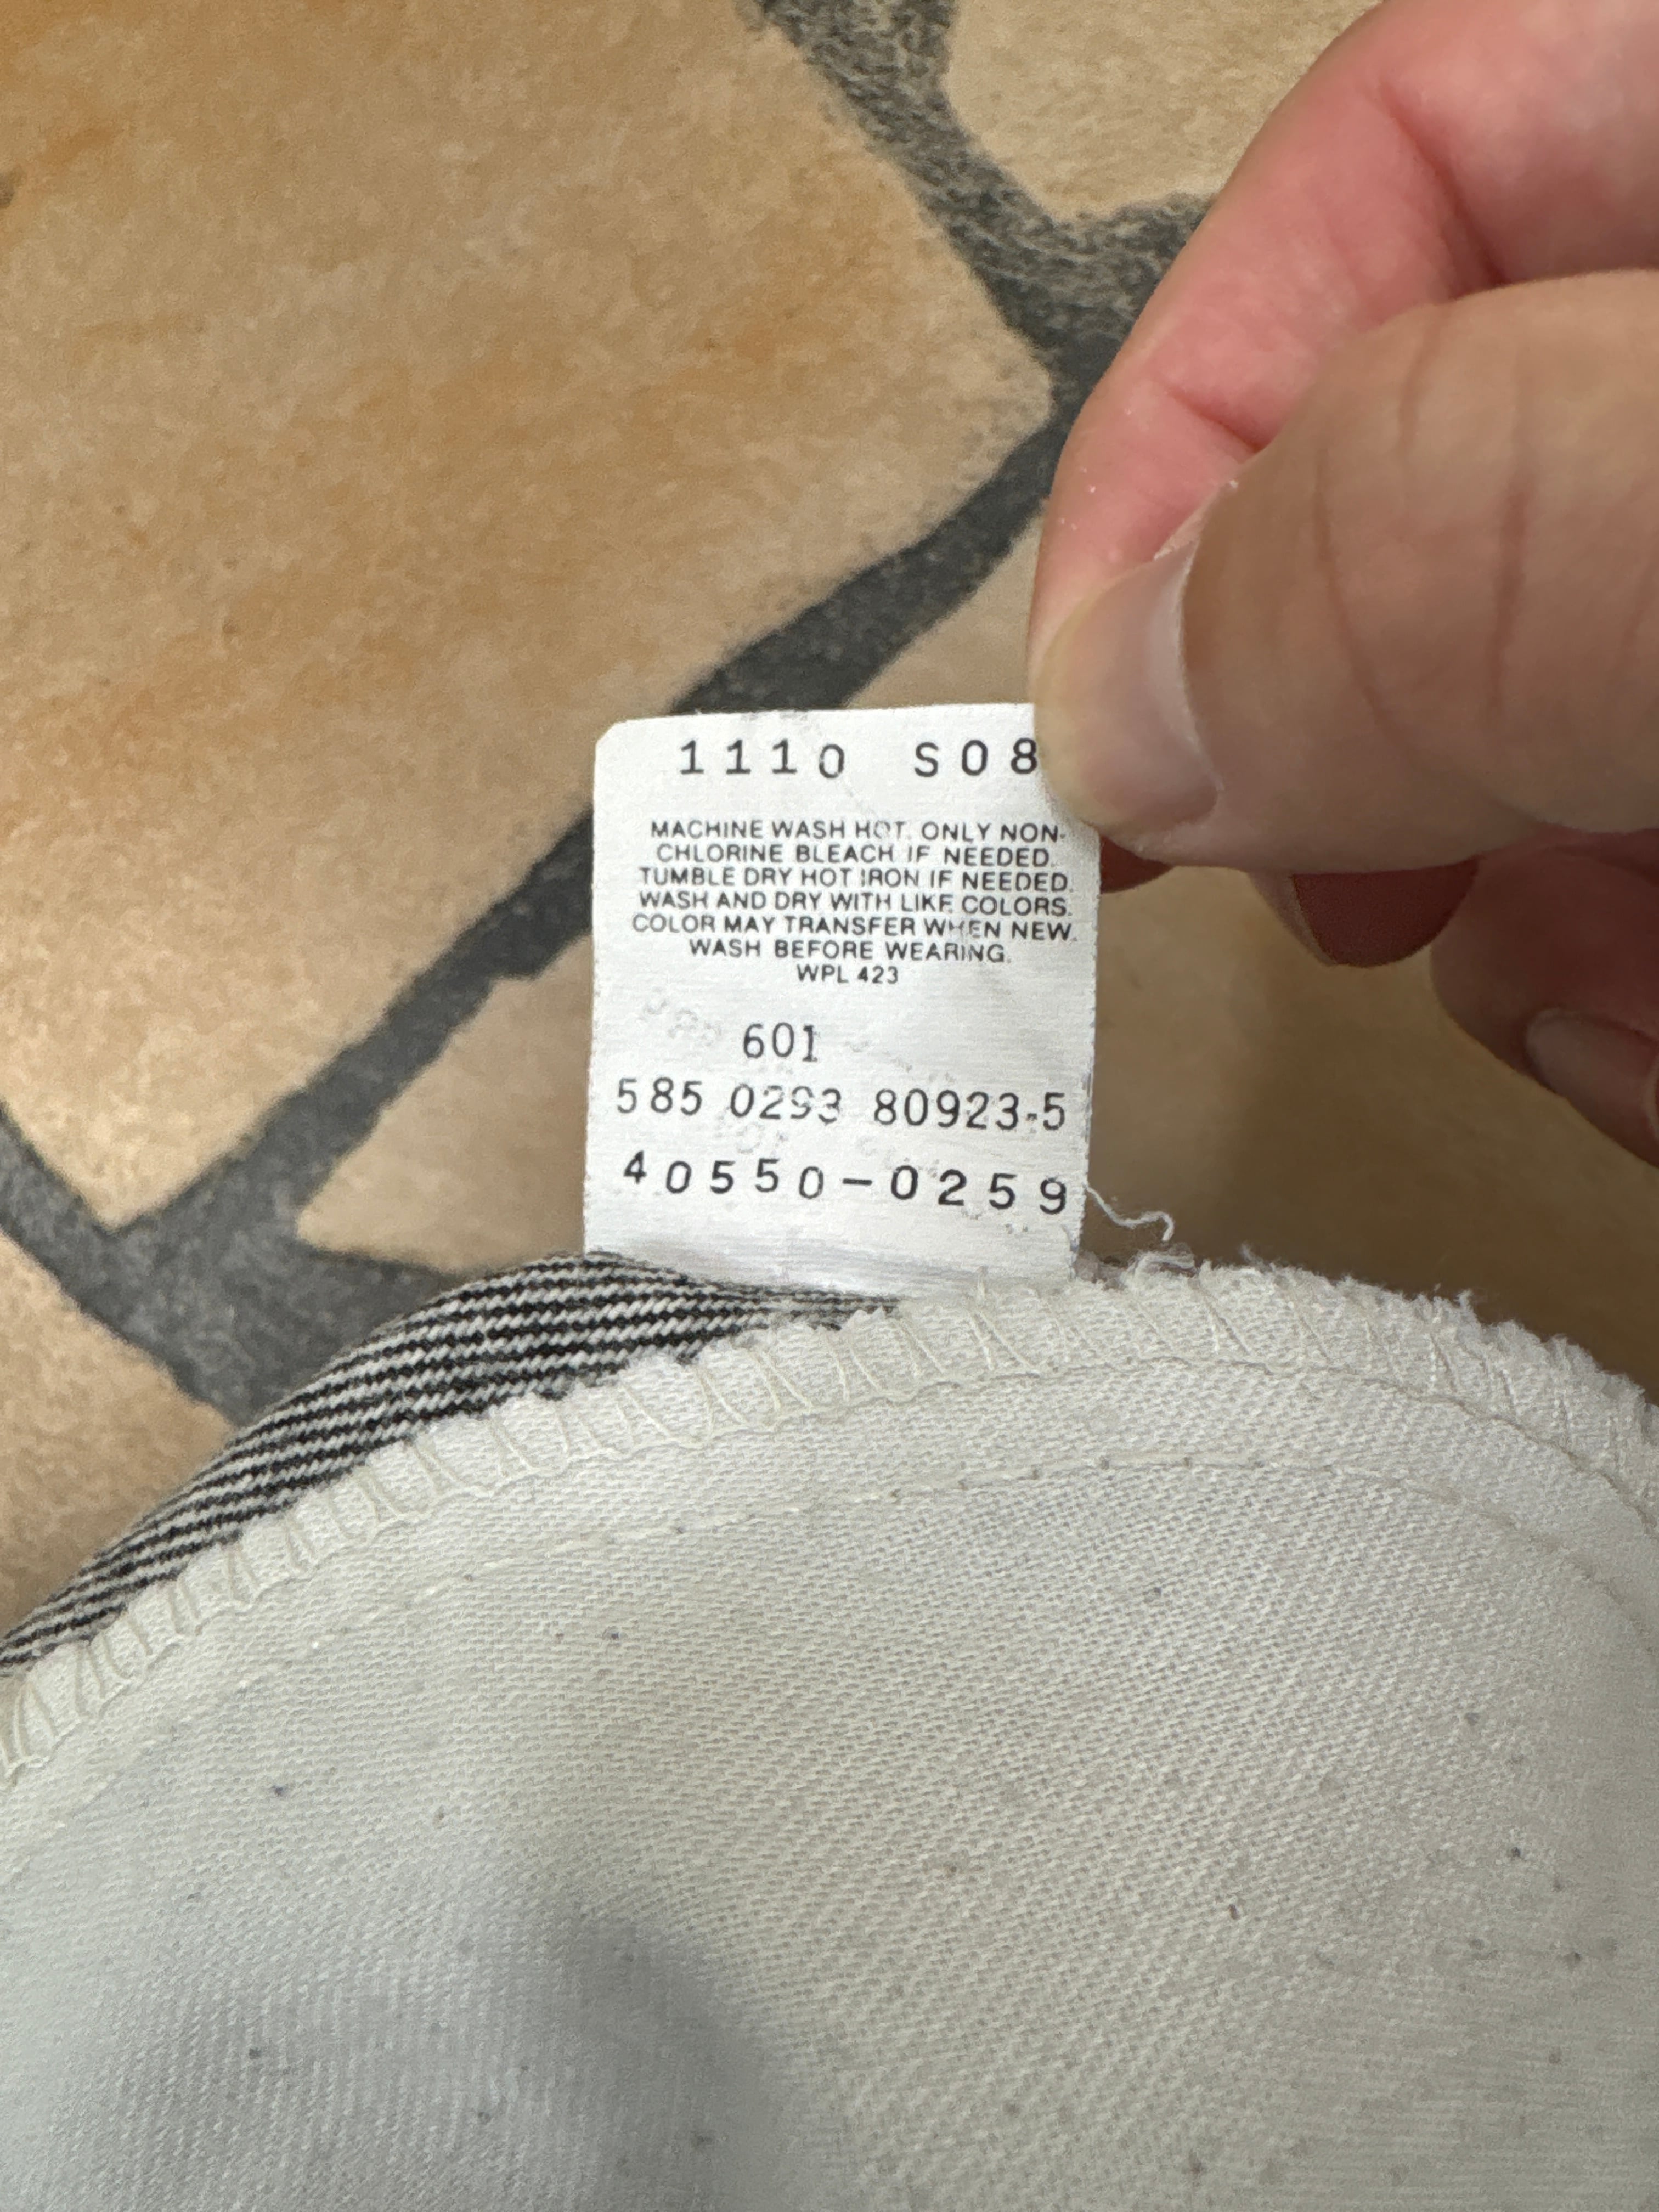 1110 S08
MACHINE WASH HOT. ONLY NON-
CHLORINE BLEACH IF NEEDED.
TUMBLE DRY HOT IRON IF NEEDED.
WASH AND DRY WITH LIKE COLORS.
COLOR MAY TRANSFER WHEN NEW.
WASH BEFORE WEARING.
WPL 423
601
585 0293 80923-5
40550-0259